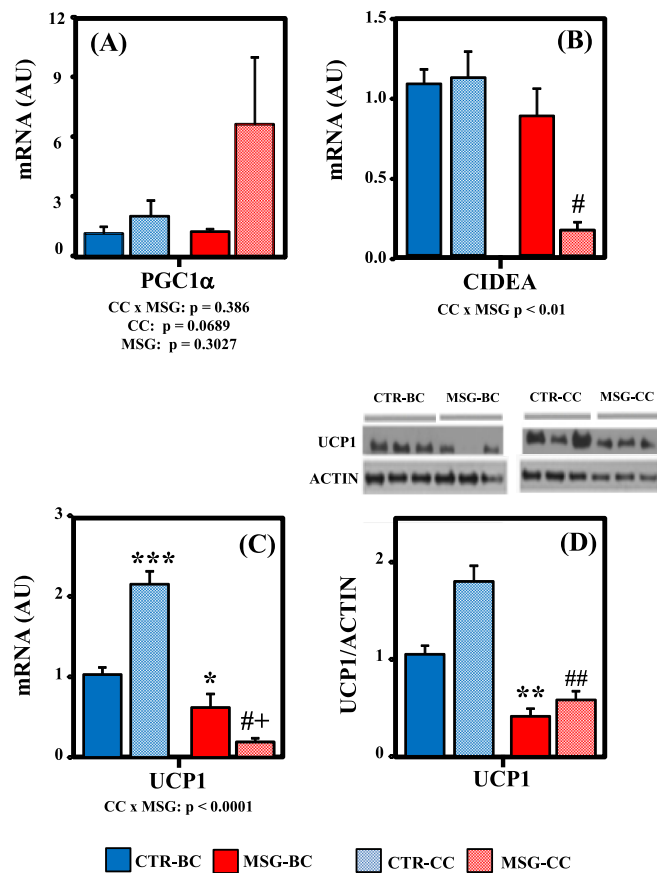 (A)
mRNA (AU)
12
9
6
3
0
PGC1α
CC x MSG: p = 0.386
CC: p = 0.0689
MSG: p = 0.3027
(B)
mRNA (AU)
1.5
1.0
0.5
0.0
#
CIDEA
CC x MSG p < 0.01
CTR-BC MSG-BC CTR-CC MSG-CC
UCP1
ACTIN
(C)
mRNA (AU)
3
2
1
0
***
*
#+
UCP1
CC x MSG: p < 0.0001
(D)
UCP1/ACTIN
2
1
0
**
##
UCP1
CTR-BC MSG-BC CTR-CC MSG-CC